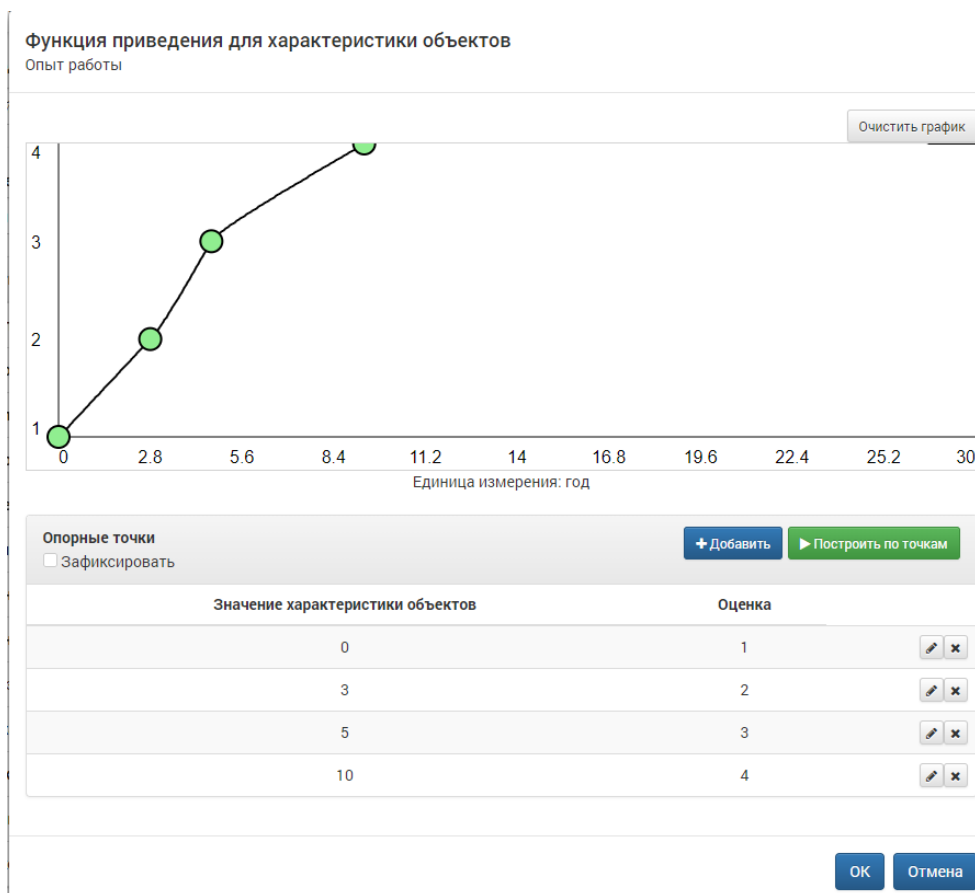 Функция приведения для характеристики объектов
Опыт работы
Очистить график
4
3
2
1
0 2.8 5.6 8.4 11.2 14 16.8 19.6 22.4 25.2 30
Единица измерения: год
Опорные точки
Зафиксировать
Добавить Построить по точкам
Значение характеристики объектов Оценка
0 1
3 2
5 3
10 4
ОК Отмена